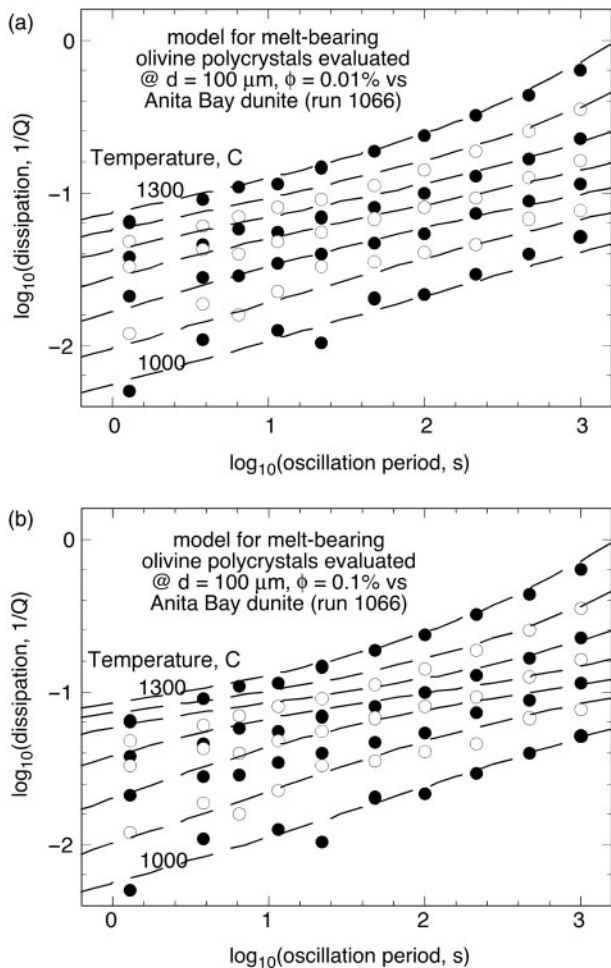 (a)
0
model for melt-bearing
olivine polycrystals evaluated
@ d = 100 μm, ϕ = 0.01% vs
Anita Bay dunite (run 1066)
Temperature, C
1300
-1
log10(dissipation, 1/Q)
-2
1000
0 1 2 3
log10(oscillation period, s)
(b)
0
model for melt-bearing
olivine polycrystals evaluated
@ d = 100 μm, ϕ = 0.1% vs
Anita Bay dunite (run 1066)
Temperature, C
1300
-1
log10(dissipation, 1/Q)
-2
1000
0 1 2 3
log10(oscillation period, s)